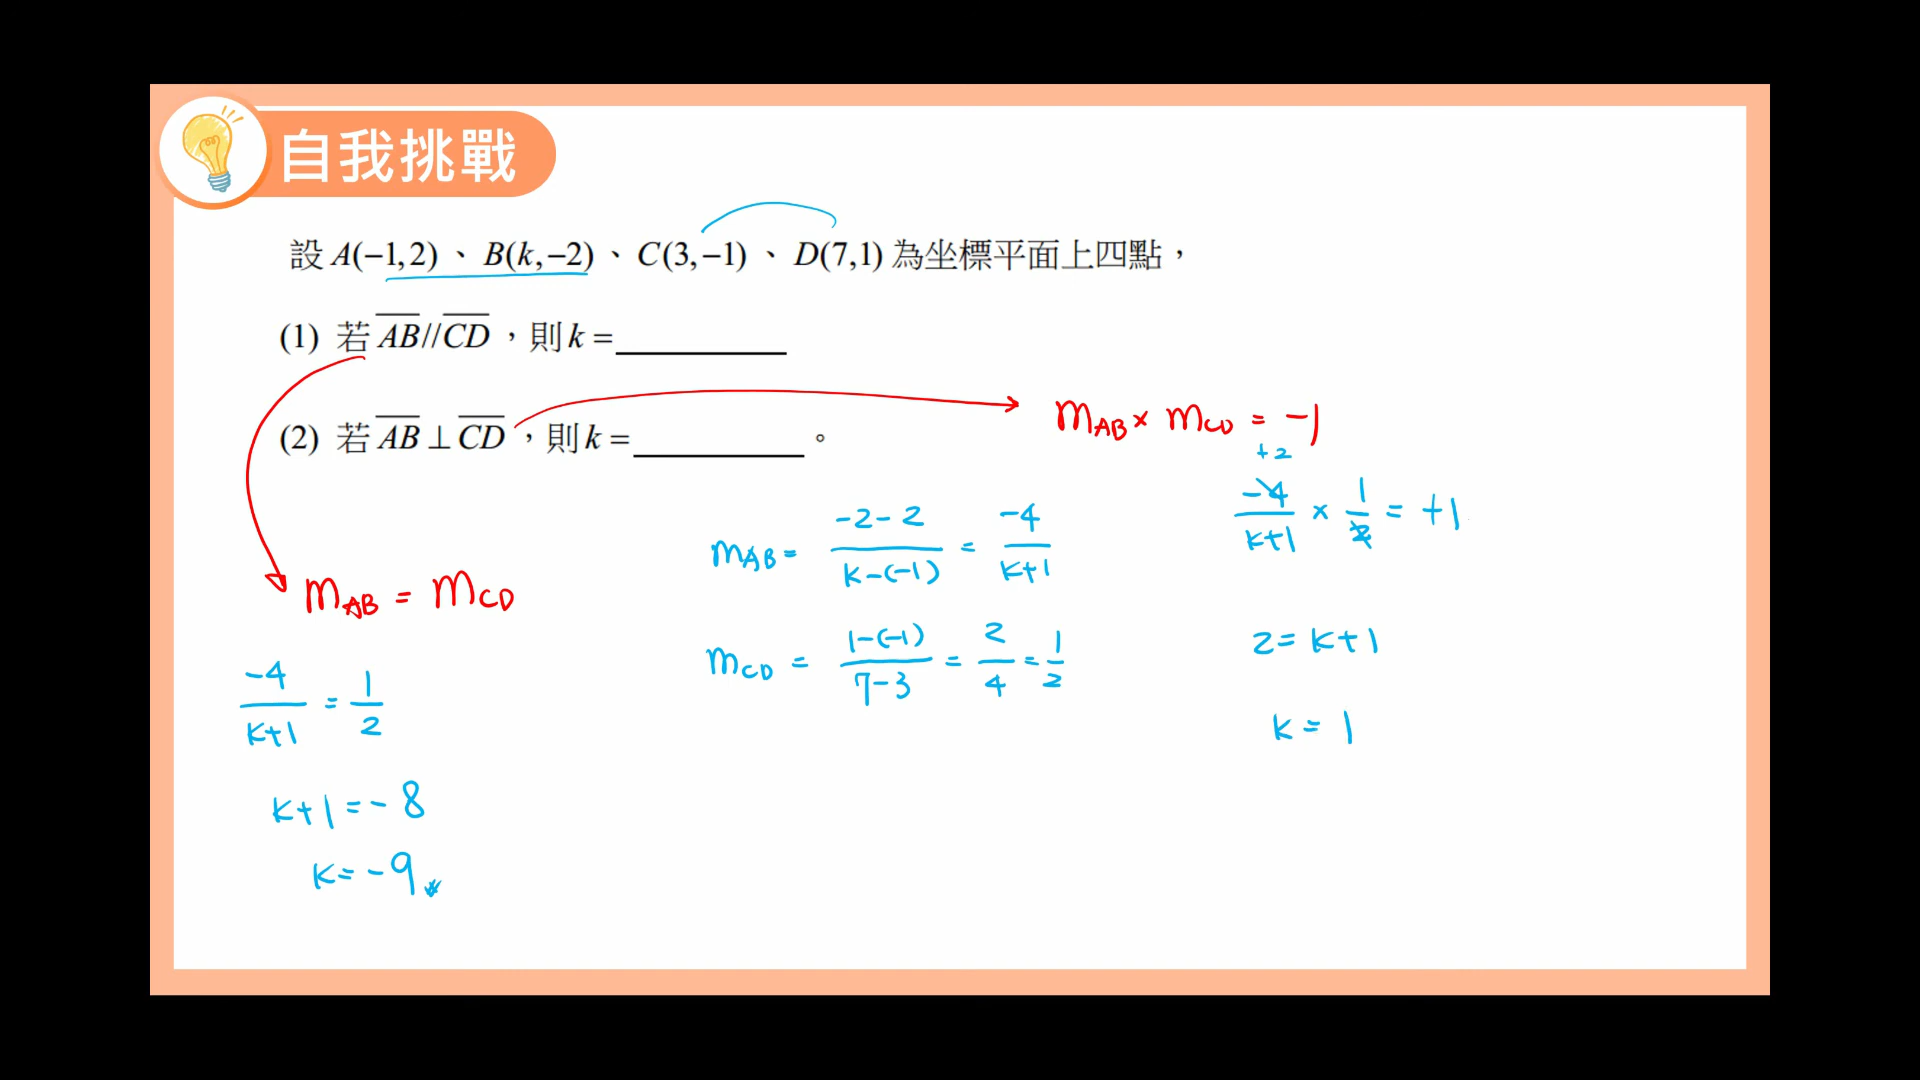 自我挑戰
設 A(−1,2)、B(k,−2)、C(3,−1)、D(7,1) 為坐標平面上四點，
(1) 若 AB//CD，則 k = ________
(2) 若 AB⊥CD，則 k = ________。
m_AB × m_CD = -1
+2
-4/(k+1) × 1/2 = +1
2 = k+1
k = 1
m_AB = (-2-2)/(k-(-1)) = -4/(k+1)
m_CD = (1-(-1))/(7-3) = 2/4 = 1/2
m_AB = m_CD
-4/(k+1) = 1/2
k+1 = -8
k = -9